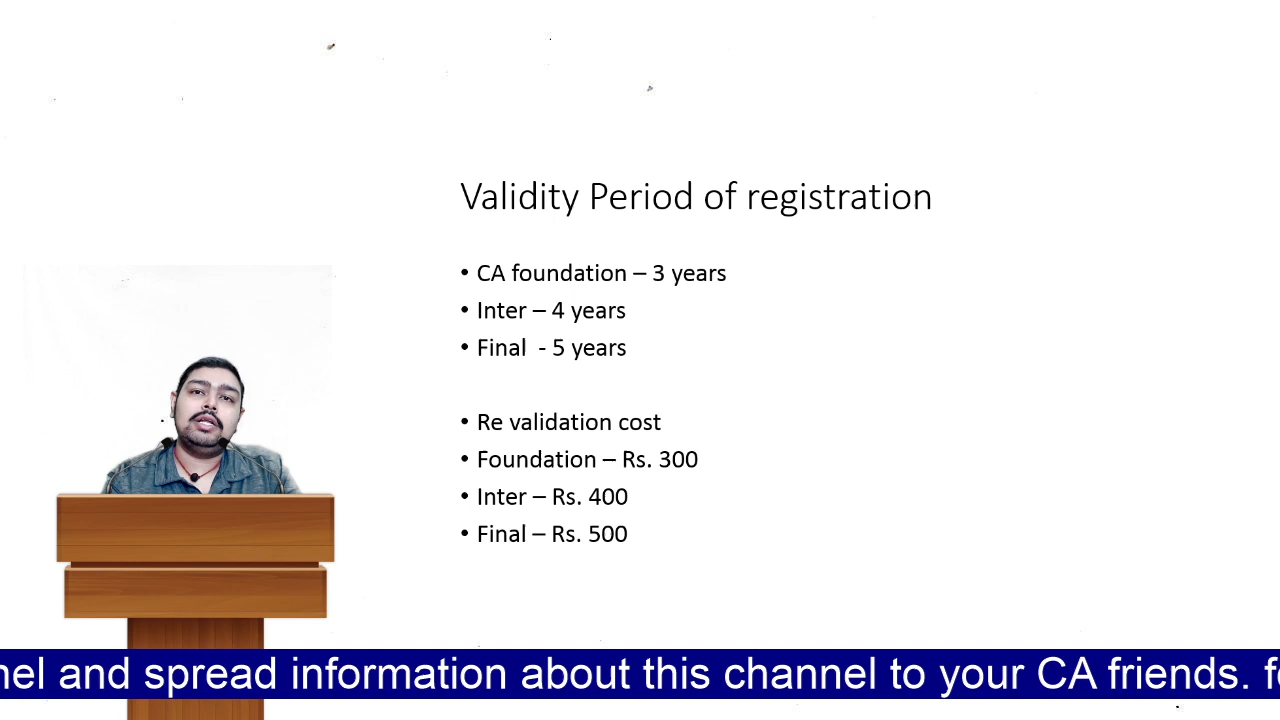 Validity Period of registration
• CA foundation – 3 years
• Inter – 4 years
• Final - 5 years
• Re validation cost
• Foundation – Rs. 300
• Inter – Rs. 400
• Final – Rs. 500
and spread information about this channel to your CA friends.